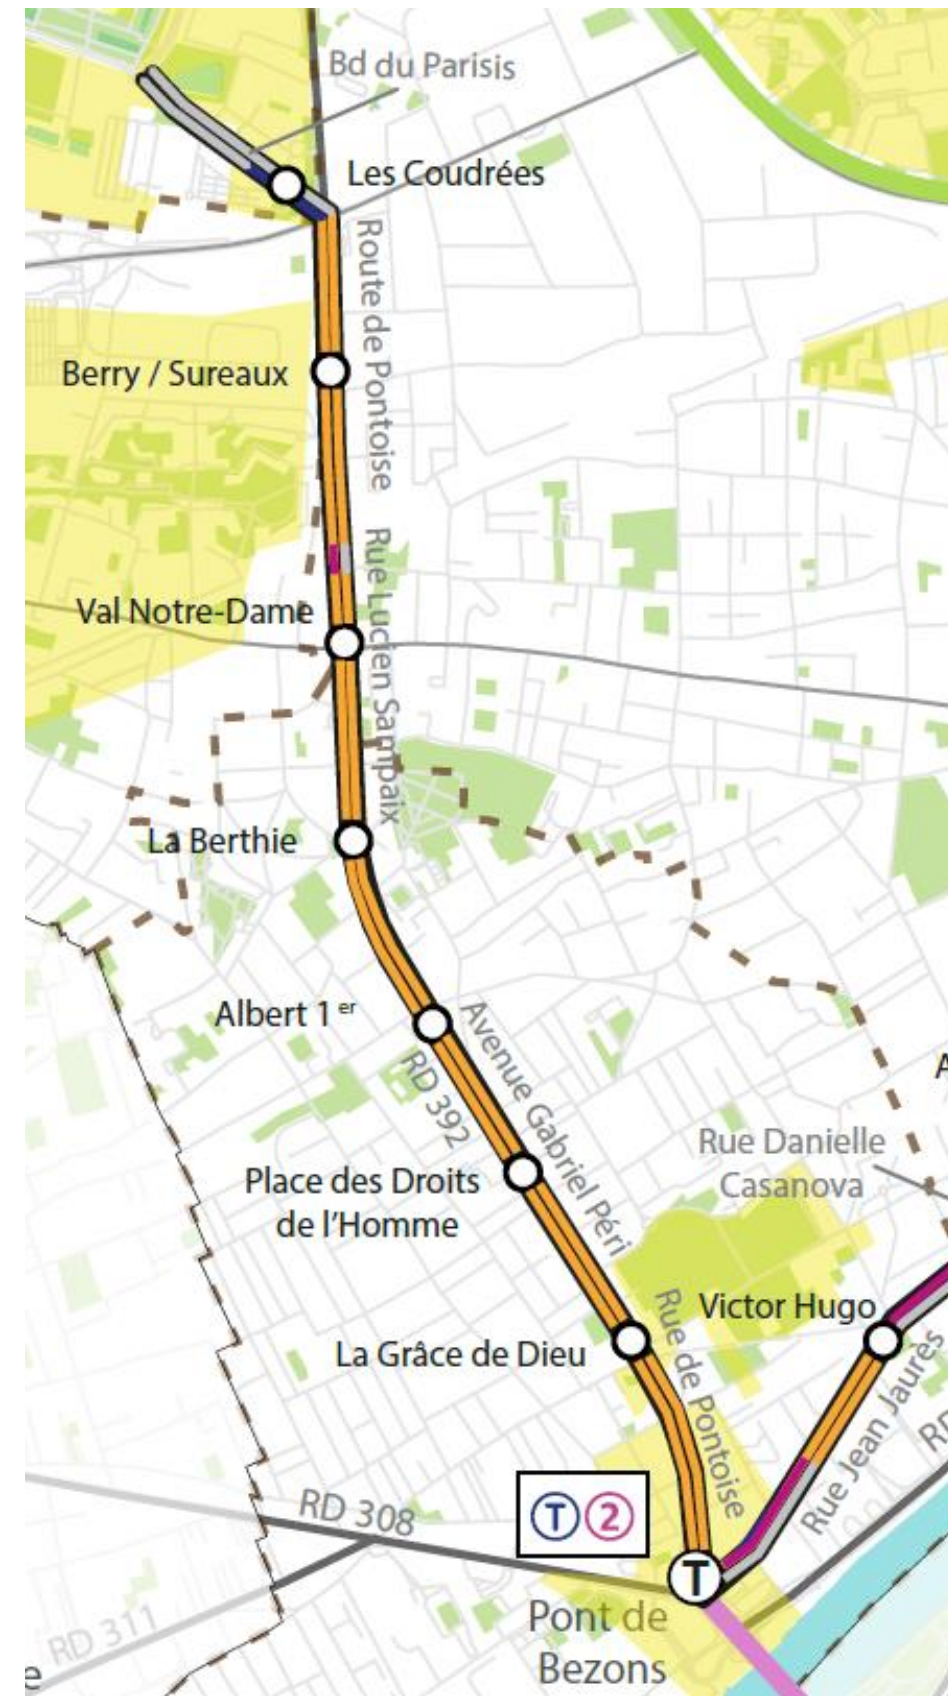 Bd du Parisis
Les Coudrées
Route de Pontoise
Berry / Sureaux
Rue Lucien Sampaix
Val Notre-Dame
La Berthie
Albert 1er
Avenue Gabriel Péri
RD 392
Rue Danielle
Casanova
Place des Droits
de l'Homme
Victor Hugo
Rue de Pontoise
La Grâce de Dieu
Rue Jean Jaurès
T 2
RD 308
T
RD 311
Pont de
Bezons